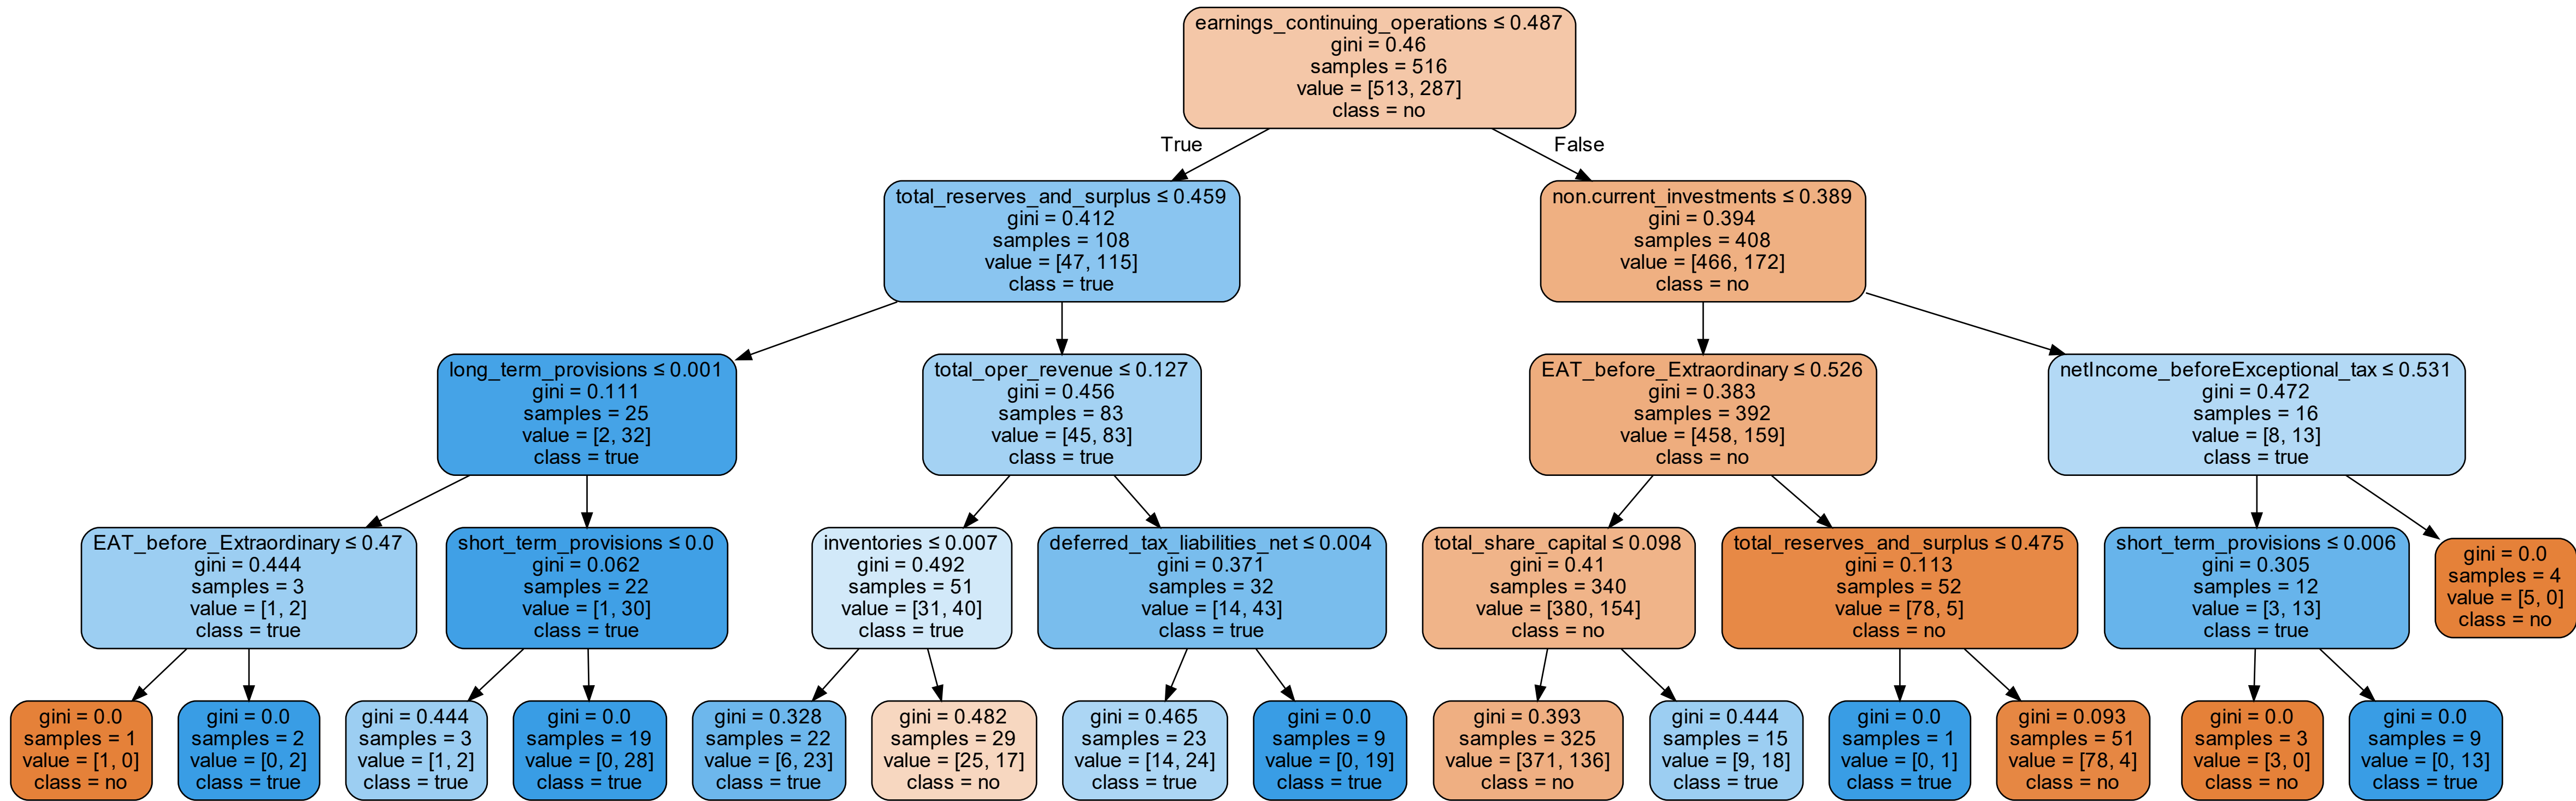 earnings_continuing_operations ≤ 0.487
gini = 0.46
samples = 516
value = [513, 287]
class = no
True
False
total_reserves_and_surplus ≤ 0.459
gini = 0.412
samples = 108
value = [47, 115]
class = true
non.current_investments ≤ 0.389
gini = 0.394
samples = 408
value = [466, 172]
class = no
long_term_provisions ≤ 0.001
gini = 0.111
samples = 25
value = [2, 32]
class = true
total_oper_revenue ≤ 0.127
gini = 0.456
samples = 83
value = [45, 83]
class = true
EAT_before_Extraordinary ≤ 0.526
gini = 0.383
samples = 392
value = [458, 159]
class = no
netIncome_beforeExceptional_tax ≤ 0.531
gini = 0.472
samples = 16
value = [8, 13]
class = true
EAT_before_Extraordinary ≤ 0.47
gini = 0.444
samples = 3
value = [1, 2]
class = true
short_term_provisions ≤ 0.0
gini = 0.062
samples = 22
value = [1, 30]
class = true
inventories ≤ 0.007
gini = 0.492
samples = 51
value = [31, 40]
class = true
deferred_tax_liabilities_net ≤ 0.004
gini = 0.371
samples = 32
value = [14, 43]
class = true
total_share_capital ≤ 0.098
gini = 0.41
samples = 340
value = [380, 154]
class = no
total_reserves_and_surplus ≤ 0.475
gini = 0.113
samples = 52
value = [78, 5]
class = no
short_term_provisions ≤ 0.006
gini = 0.305
samples = 12
value = [3, 13]
class = true
gini = 0.0
samples = 4
value = [5, 0]
class = no
gini = 0.0
samples = 1
value = [1, 0]
class = no
gini = 0.0
samples = 2
value = [0, 2]
class = true
gini = 0.444
samples = 3
value = [1, 2]
class = true
gini = 0.0
samples = 19
value = [0, 28]
class = true
gini = 0.328
samples = 22
value = [6, 23]
class = true
gini = 0.482
samples = 29
value = [25, 17]
class = no
gini = 0.465
samples = 23
value = [14, 24]
class = true
gini = 0.0
samples = 9
value = [0, 19]
class = true
gini = 0.393
samples = 325
value = [371, 136]
class = no
gini = 0.444
samples = 15
value = [9, 18]
class = true
gini = 0.0
samples = 1
value = [0, 1]
class = true
gini = 0.093
samples = 51
value = [78, 4]
class = no
gini = 0.0
samples = 3
value = [3, 0]
class = no
gini = 0.0
samples = 9
value = [0, 13]
class = true